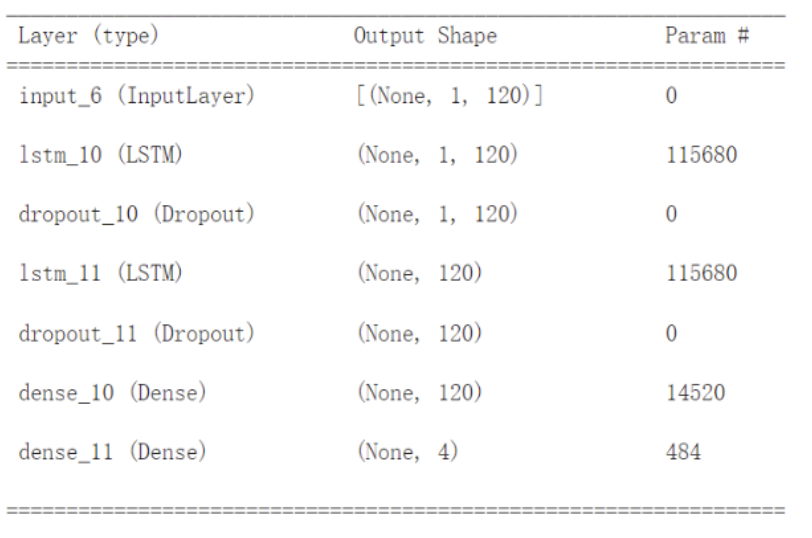 Layer (type) Output Shape Param #
=================================================================
input_6 (InputLayer) [(None, 1, 120)] 0
lstm_10 (LSTM) (None, 1, 120) 115680
dropout_10 (Dropout) (None, 1, 120) 0
lstm_11 (LSTM) (None, 120) 115680
dropout_11 (Dropout) (None, 120) 0
dense_10 (Dense) (None, 120) 14520
dense_11 (Dense) (None, 4) 484
=================================================================